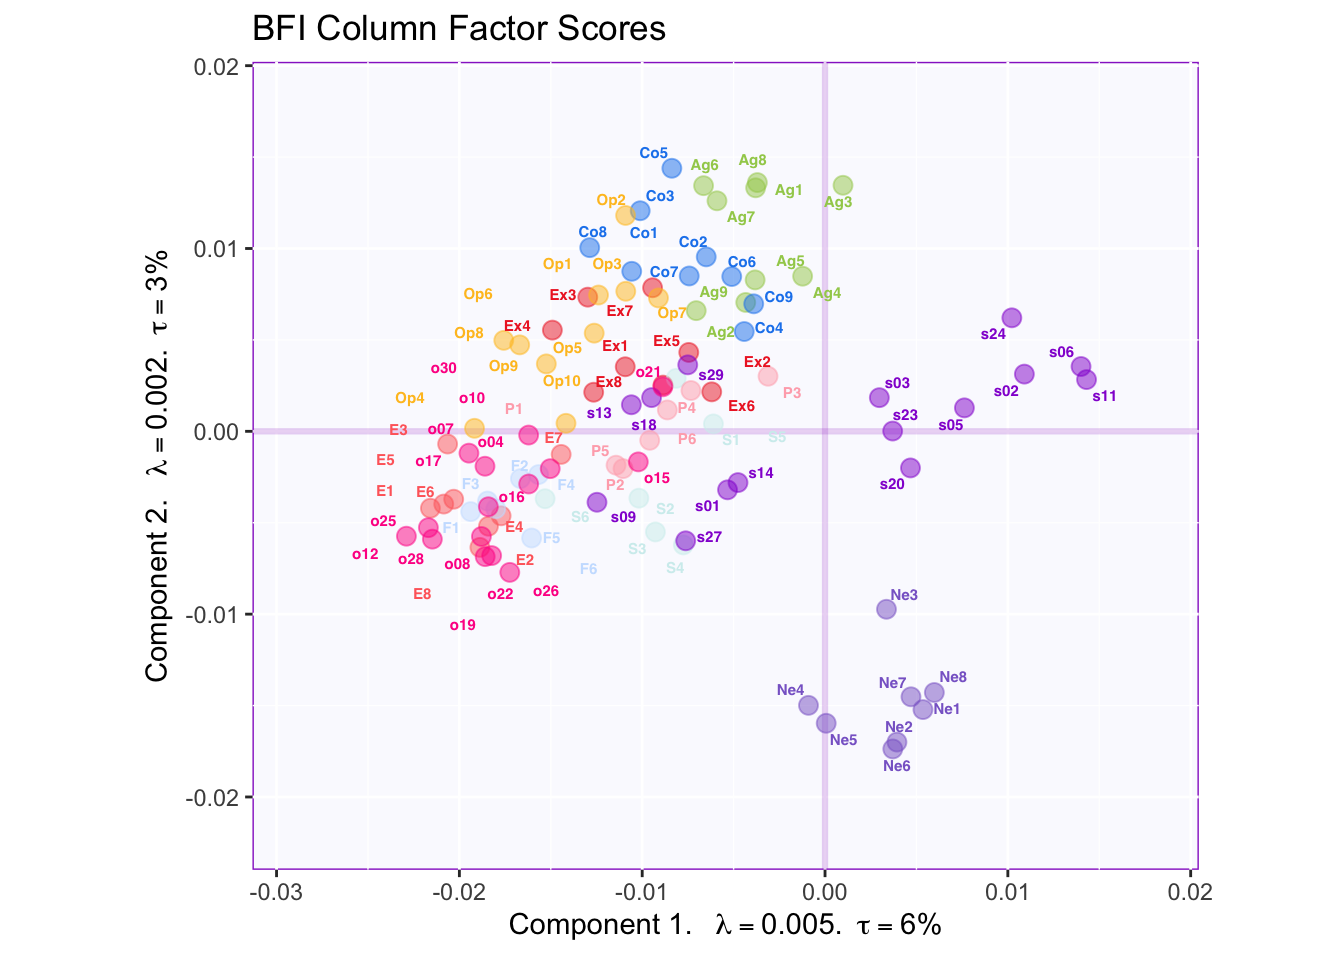 BFI Column Factor Scores
0.02
Co5
Ag6
Ag8
Op2
Co3
Ag1
Ag3
Ag7
Co8
Co1
Co2
0.01
Op1
Op3
Co7
Co6
Ag5
Op6
Ex3
Ag9
Co9
Ag4
Ex7
Op7
Op8
Ex4
Ag2
Co4
s24
Ex1
Ex5
Op5
s06
o30
Op9
o21
s29
Ex2
s03
s02
Op10
Ex8
P3
s11
Op4
o10
P1
s13
P4
Ex6
s23
s05
0.00
E3
o07
o04
E7
s18
P6
S1
S5
E5
o17
F2
P5
o15
s14
s20
E1
E6
F3
o16
F4
P2
s01
o25
F1
E4
S6
s09
S2
o12
o28
o08
E2
F5
S3
s27
F6
S4
E8
o22
o26
Ne3
-0.01
o19
Ne4
Ne7
Ne8
Ne1
Ne5
Ne2
Ne6
-0.02
-0.03 -0.02 -0.01 0.00 0.01 0.02
Component 1. λ = 0.005. τ = 6%
Component 2. λ = 0.002. τ = 3%